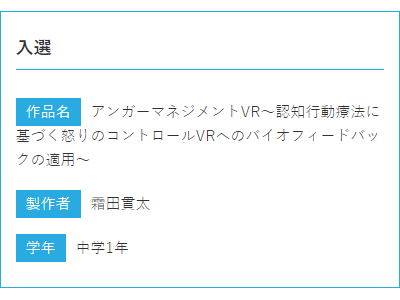 入選
作品名 アンガーマネジメントVR～認知行動療法に
基づく怒りのコントロールVRへのバイオフィードバッ
クの適用～
製作者 霜田貫太
学年 中学1年